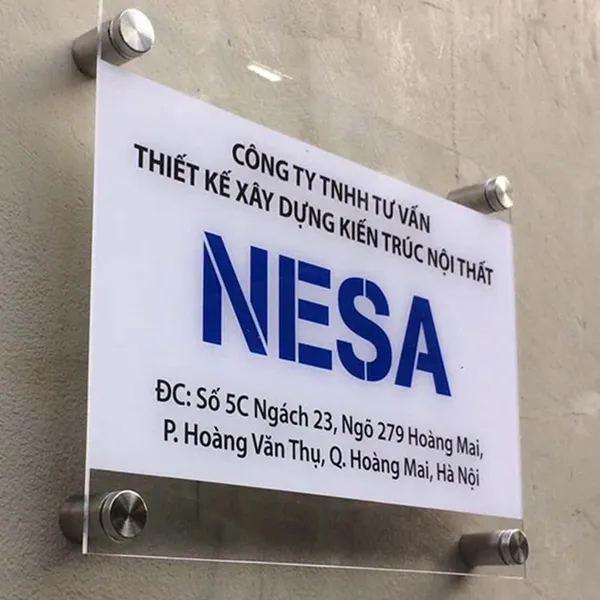 CÔNG TY TNHH TƯ VẤN
THIẾT KẾ XÂY DỰNG KIẾN TRÚC NỘI THẤT
NESA
ĐC: Số 5C Ngách 23, Ngõ 279 Hoàng Mai,
P. Hoàng Văn Thụ, Q. Hoàng Mai, Hà Nội